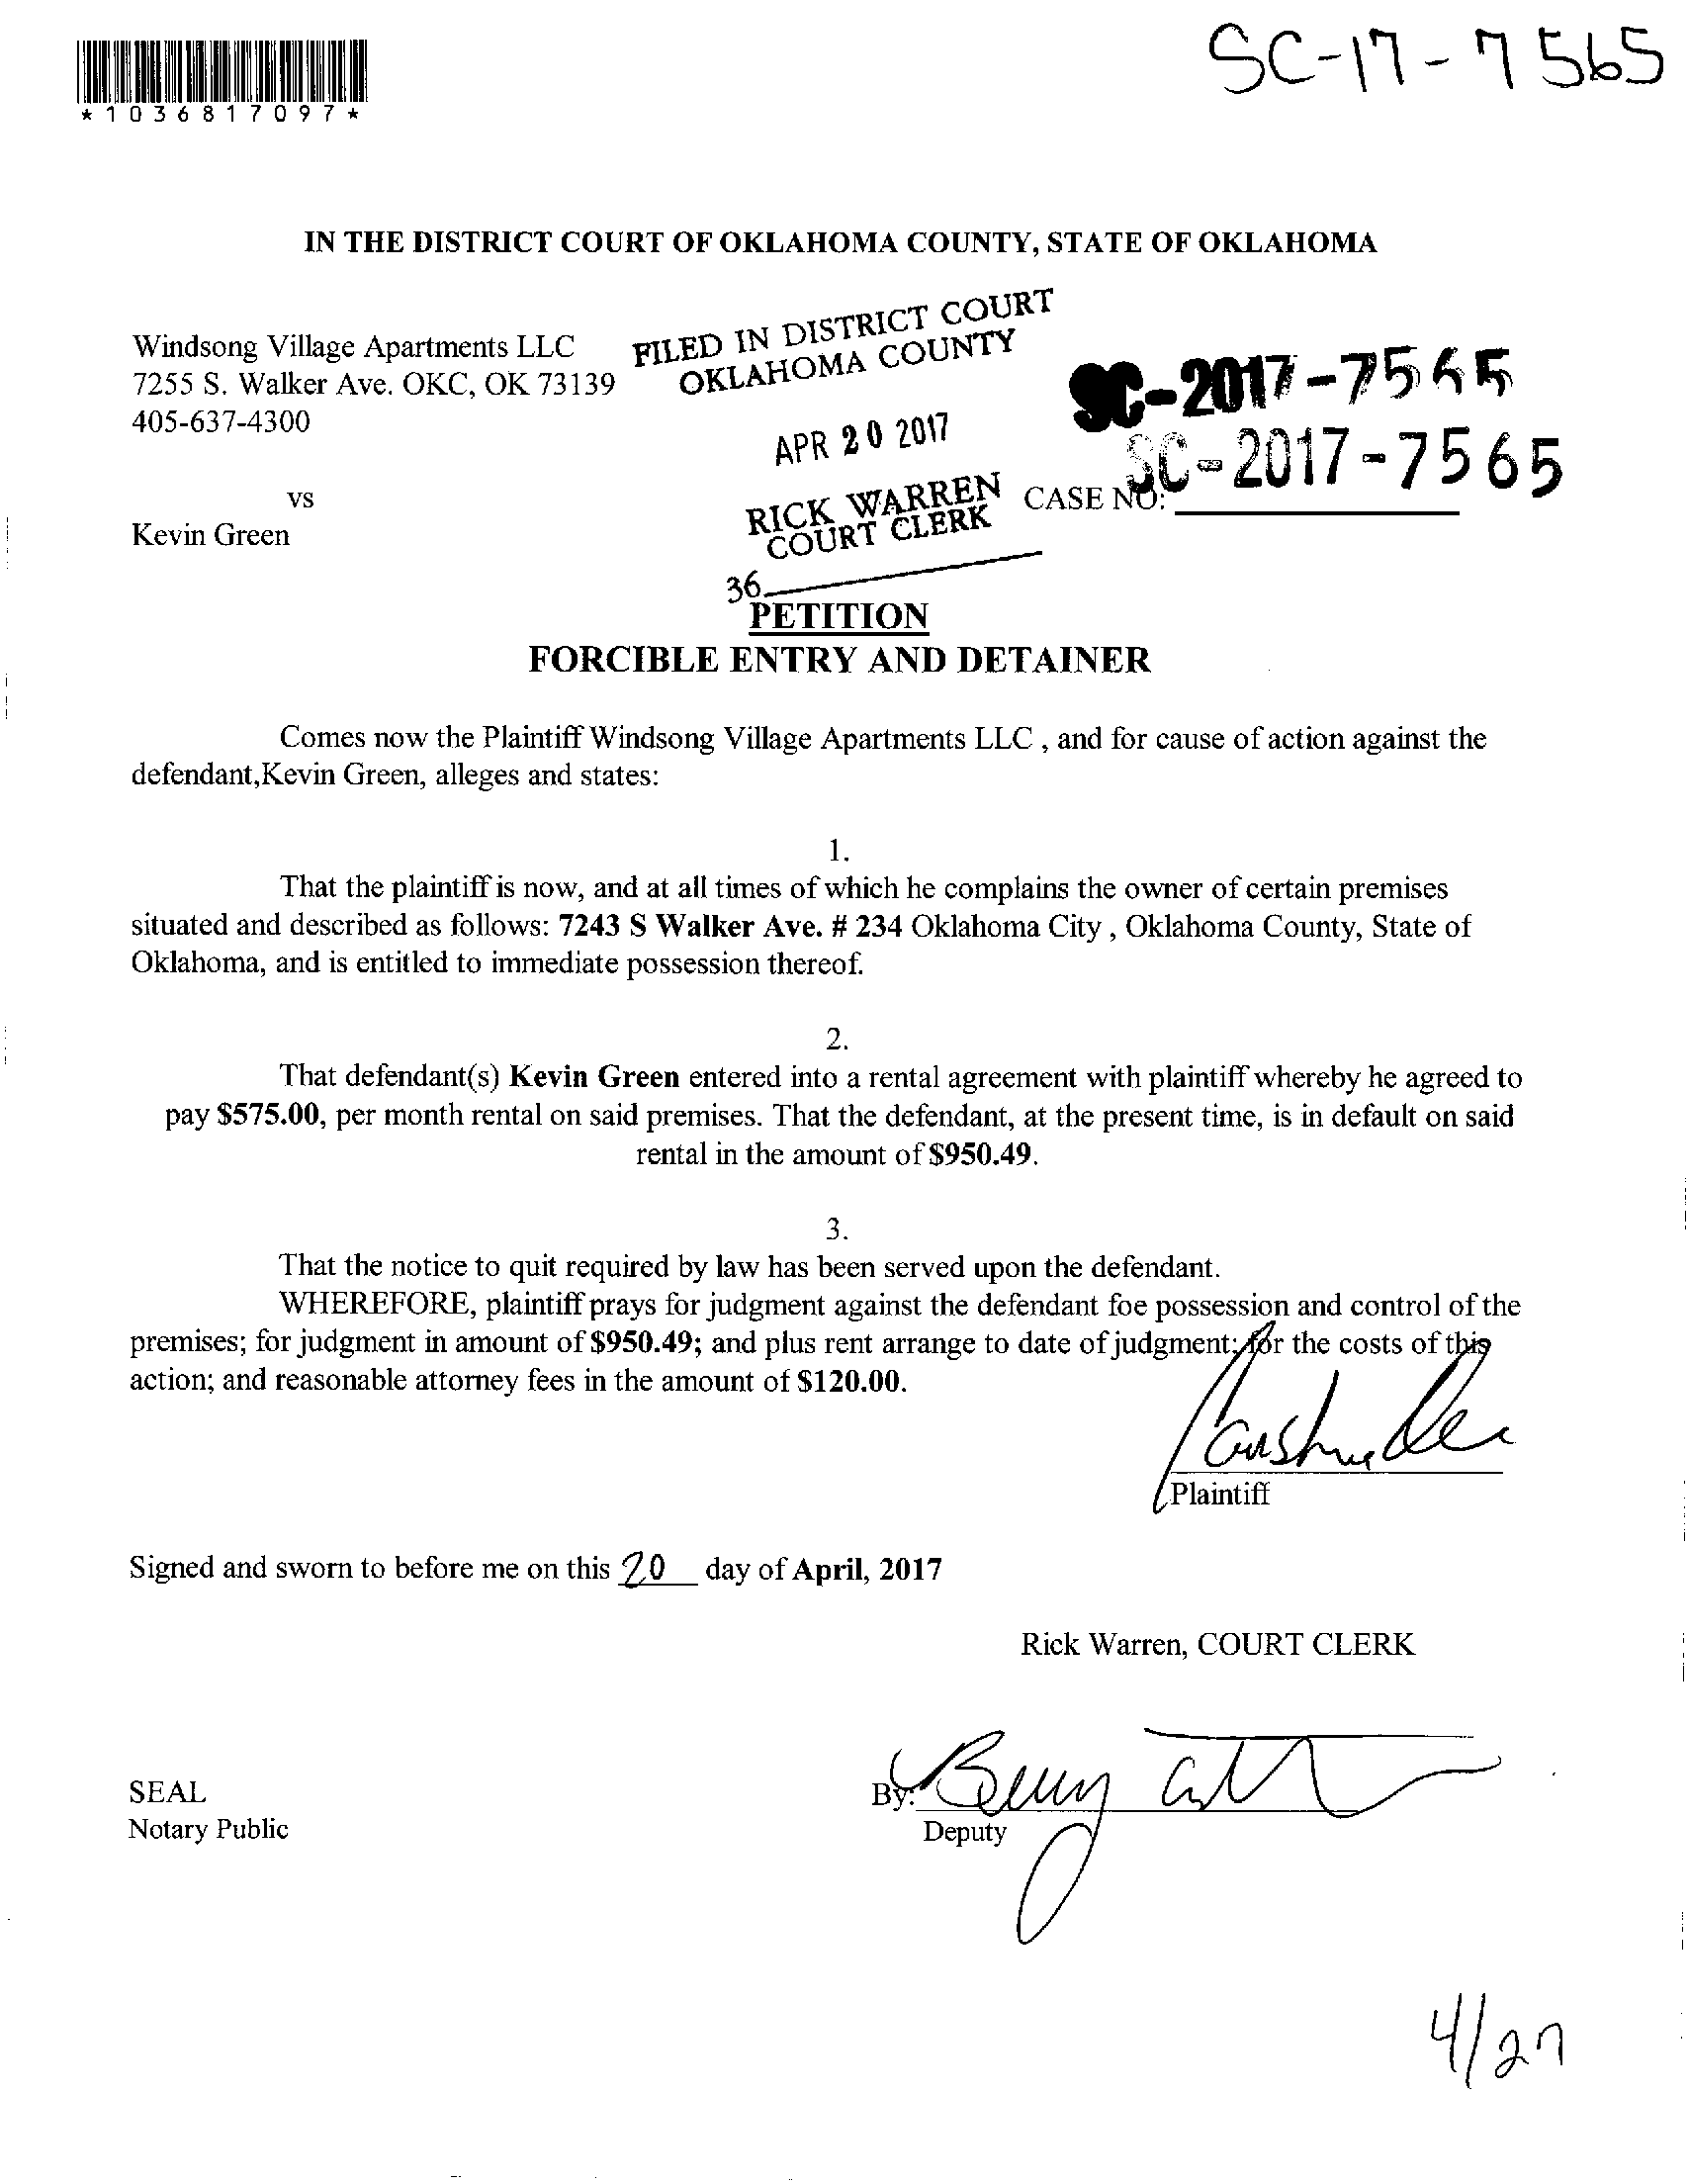 SC-17-7565
*1036817097*
IN THE DISTRICT COURT OF OKLAHOMA COUNTY, STATE OF OKLAHOMA
Windsong Village Apartments LLC
7255 S. Walker Ave. OKC, OK 73139
405-637-4300
vs
Kevin Green
FILED IN DISTRICT COURT
OKLAHOMA COUNTY
APR 20 2017
RICK WARREN
COURT CLERK
36
SC-2017-7565
SC-2017-7565
CASE NO:
PETITION
FORCIBLE ENTRY AND DETAINER
Comes now the Plaintiff Windsong Village Apartments LLC , and for cause of action against the
defendant,Kevin Green, alleges and states:
1.
That the plaintiff is now, and at all times of which he complains the owner of certain premises
situated and described as follows: 7243 S Walker Ave. # 234 Oklahoma City , Oklahoma County, State of
Oklahoma, and is entitled to immediate possession thereof.
2.
That defendant(s) Kevin Green entered into a rental agreement with plaintiff whereby he agreed to
pay $575.00, per month rental on said premises. That the defendant, at the present time, is in default on said
rental in the amount of $950.49.
3.
That the notice to quit required by law has been served upon the defendant.
WHEREFORE, plaintiff prays for judgment against the defendant foe possession and control of the
premises; for judgment in amount of $950.49; and plus rent arrange to date of judgment; for the costs of this
action; and reasonable attorney fees in the amount of $120.00.
Plaintiff
Signed and sworn to before me on this 20 day of April, 2017
Rick Warren, COURT CLERK
SEAL
Notary Public
By:
Deputy
4/27